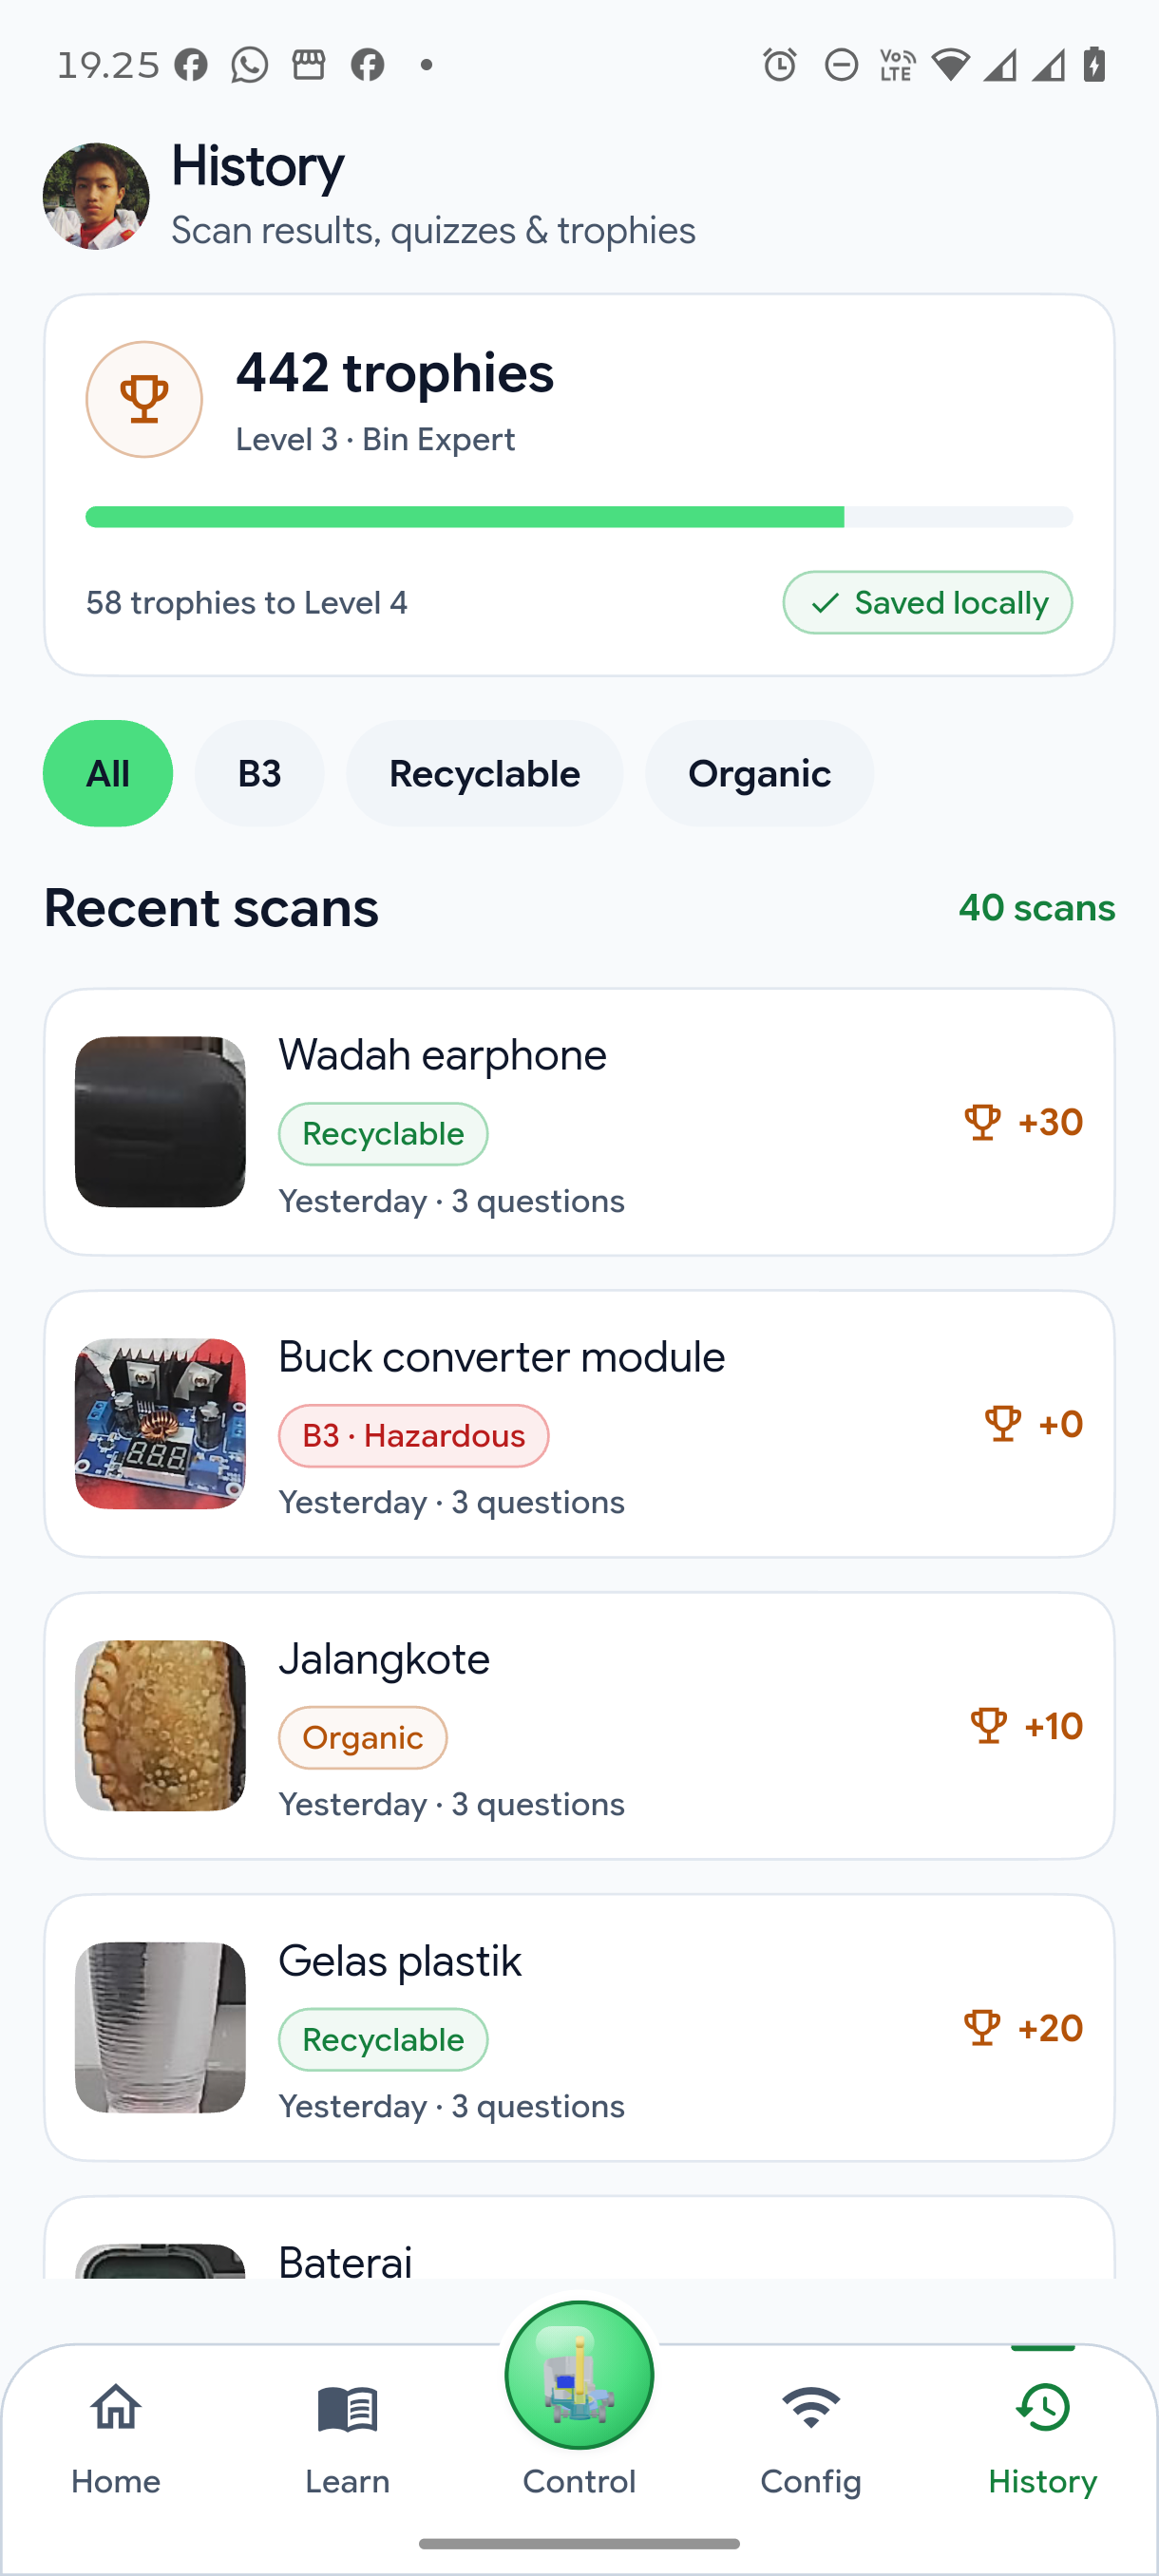 19.25
VoLTE
History
Scan results, quizzes & trophies
442 trophies
Level 3 · Bin Expert
58 trophies to Level 4
Saved locally
All
B3
Recyclable
Organic
Recent scans
40 scans
Wadah earphone
Recyclable
+30
Yesterday · 3 questions
Buck converter module
B3 · Hazardous
+0
Yesterday · 3 questions
Jalangkote
Organic
+10
Yesterday · 3 questions
Gelas plastik
Recyclable
+20
Yesterday · 3 questions
Baterai
Home
Learn
Control
Config
History